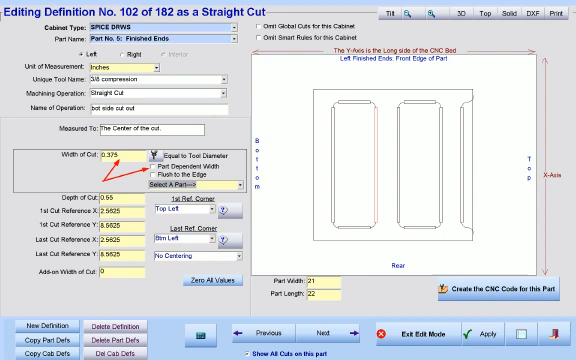 Editing Definition No. 102 of 182 as a Straight Cut
Tilt 3D Top Solid DXF Print
Cabinet Type: SPICE DRWS
Part Name: Part No. 5: Finished Ends
Omit Global Cuts for this Cabinet
Omit Smart Rules for this Cabinet
Left Right Interior
Unit of Measurement: Inches
Unique Tool Name: 3/8 compression
Machining Operation: Straight Cut
Name of Operation: bot side cut out
Measured To: The Center of the cut.
Width of Cut: 0.375
Equal to Tool Diameter
Part Dependent Width
Flush to the Edge
Select A Part--->
Depth of Cut: 0.55
1st Cut Reference X: 2.5625
1st Cut Reference Y: 8.5625
Last Cut Reference X: 2.5625
Last Cut Reference Y: 8.5625
Add-on Width of Cut: 0
1st Ref. Corner
Top Left
Last Ref. Corner
Btm Left
No Centering
Zero All Values
The Y-Axis is the Long side of the CNC Bed
Left Finished Ends: Front Edge of Part
Bottom
Top
X-Axis
Rear
Part Width: 21
Part Length: 22
Create the CNC Code for this Part
New Definition
Delete Definition
Copy Part Defs
Delete Part Defs
Copy Cab Defs
Del Cab Defs
Previous
Next
Show All Cuts on this part
Exit Edit Mode
Apply